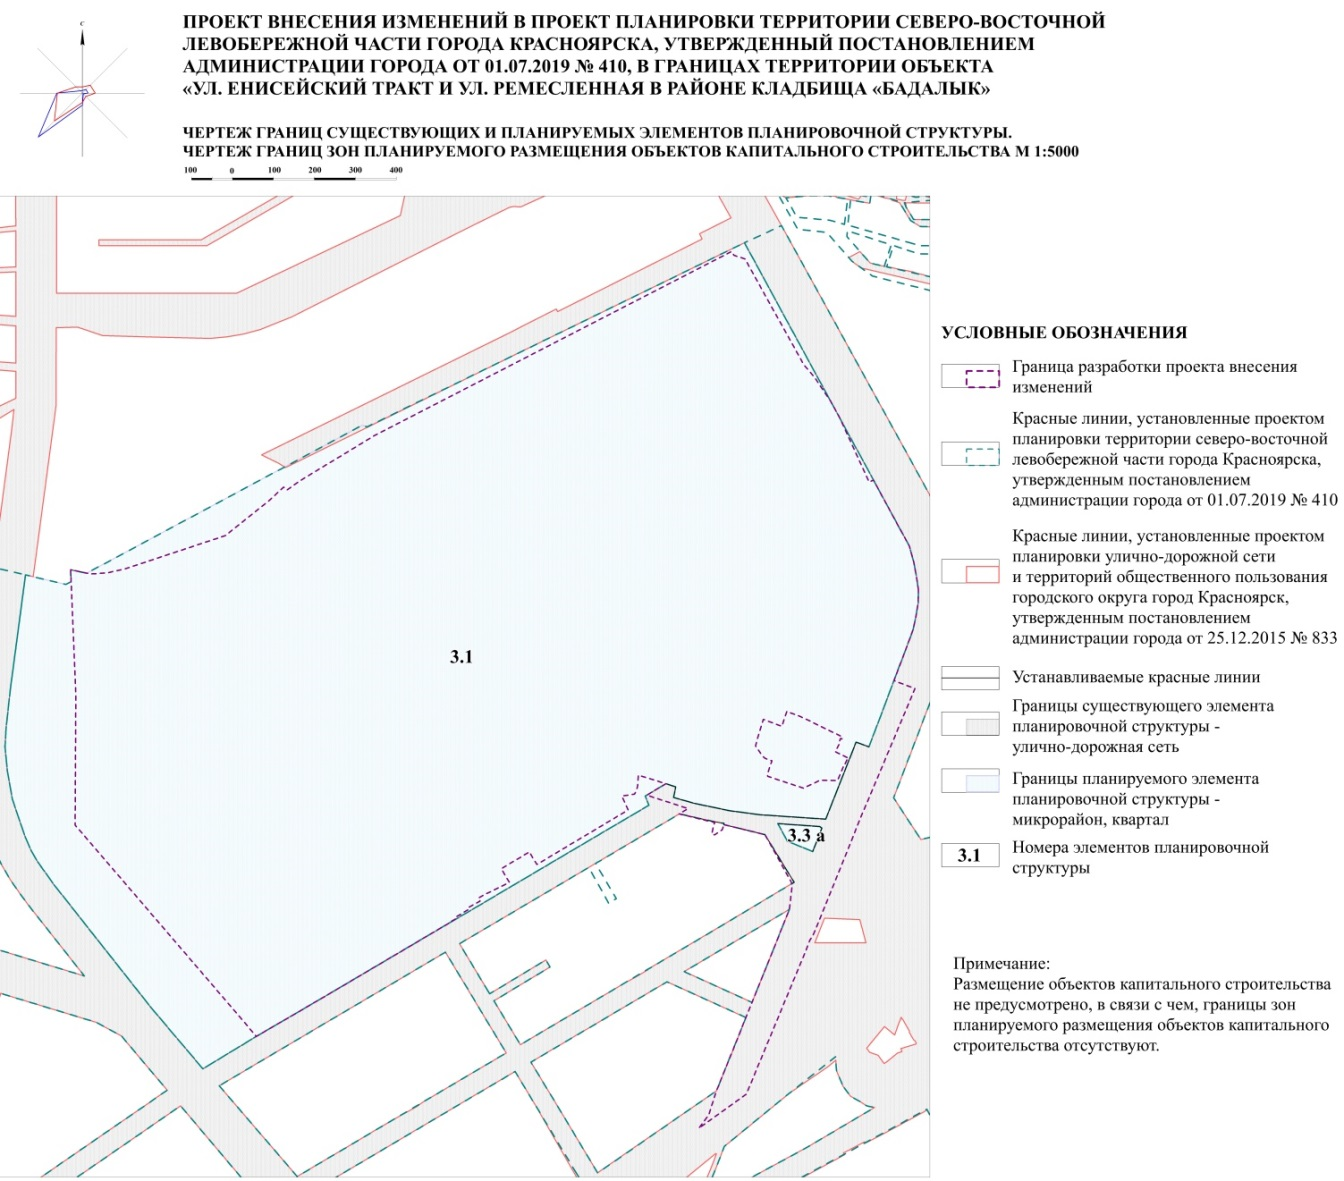 С
ПРОЕКТ ВНЕСЕНИЯ ИЗМЕНЕНИЙ В ПРОЕКТ ПЛАНИРОВКИ ТЕРРИТОРИИ СЕВЕРО-ВОСТОЧНОЙ
ЛЕВОБЕРЕЖНОЙ ЧАСТИ ГОРОДА КРАСНОЯРСКА, УТВЕРЖДЕННЫЙ ПОСТАНОВЛЕНИЕМ
АДМИНИСТРАЦИИ ГОРОДА ОТ 01.07.2019 № 410, В ГРАНИЦАХ ТЕРРИТОРИИ ОБЪЕКТА
«УЛ. ЕНИСЕЙСКИЙ ТРАКТ И УЛ. РЕМЕСЛЕННАЯ В РАЙОНЕ КЛАДБИЩА «БАДАЛЫК»
ЧЕРТЕЖ ГРАНИЦ СУЩЕСТВУЮЩИХ И ПЛАНИРУЕМЫХ ЭЛЕМЕНТОВ ПЛАНИРОВОЧНОЙ СТРУКТУРЫ.
ЧЕРТЕЖ ГРАНИЦ ЗОН ПЛАНИРУЕМОГО РАЗМЕЩЕНИЯ ОБЪЕКТОВ КАПИТАЛЬНОГО СТРОИТЕЛЬСТВА М 1:5000
100 0 100 200 300 400
3.1
3.3 а
УСЛОВНЫЕ ОБОЗНАЧЕНИЯ
Граница разработки проекта внесения
изменений
Красные линии, установленные проектом
планировки территории северо-восточной
левобережной части города Красноярска,
утвержденным постановлением
администрации города от 01.07.2019 № 410
Красные линии, установленные проектом
планировки улично-дорожной сети
и территорий общественного пользования
городского округа город Красноярск,
утвержденным постановлением
администрации города от 25.12.2015 № 833
Устанавливаемые красные линии
Границы существующего элемента
планировочной структуры -
улично-дорожная сеть
Границы планируемого элемента
планировочной структуры -
микрорайон, квартал
3.1 Номера элементов планировочной
структуры
Примечание:
Размещение объектов капитального строительства
не предусмотрено, в связи с чем, границы зон
планируемого размещения объектов капитального
строительства отсутствуют.